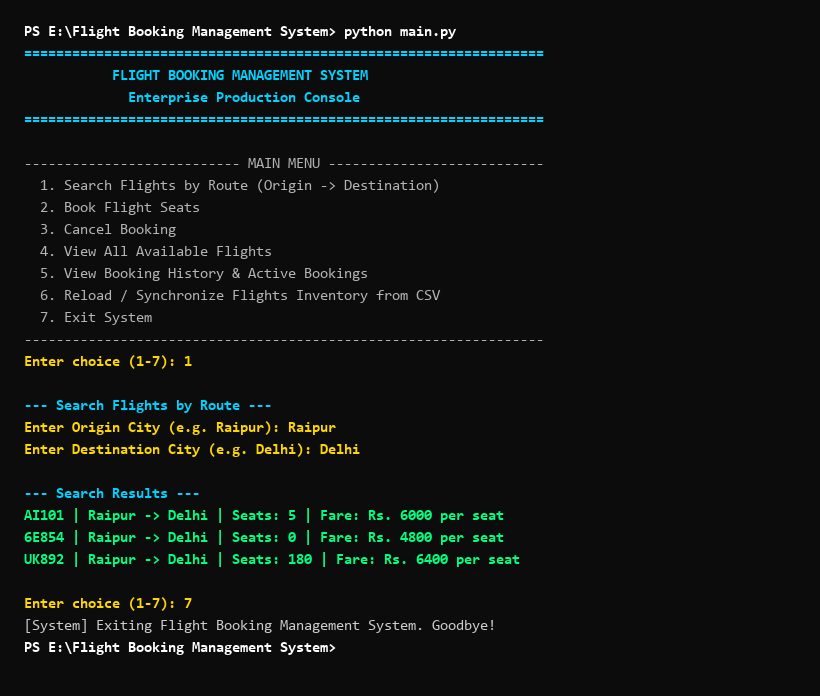 PS E:\Flight Booking Management System> python main.py
=================================================================
FLIGHT BOOKING MANAGEMENT SYSTEM
Enterprise Production Console
=================================================================
--------------------------- MAIN MENU ---------------------------
1. Search Flights by Route (Origin -> Destination)
2. Book Flight Seats
3. Cancel Booking
4. View All Available Flights
5. View Booking History & Active Bookings
6. Reload / Synchronize Flights Inventory from CSV
7. Exit System
-----------------------------------------------------------------
Enter choice (1-7): 1
--- Search Flights by Route ---
Enter Origin City (e.g. Raipur): Raipur
Enter Destination City (e.g. Delhi): Delhi
--- Search Results ---
AI101 | Raipur -> Delhi | Seats: 5 | Fare: Rs. 6000 per seat
6E854 | Raipur -> Delhi | Seats: 0 | Fare: Rs. 4800 per seat
UK892 | Raipur -> Delhi | Seats: 180 | Fare: Rs. 6400 per seat
Enter choice (1-7): 7
[System] Exiting Flight Booking Management System. Goodbye!
PS E:\Flight Booking Management System>